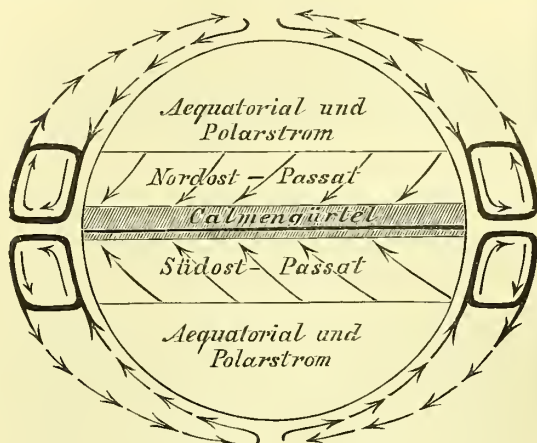 Aequatorial und
Polarstrom
Nordost – Passat
Calmengürtel
Südost – Passat
Aequatorial und
Polarstrom